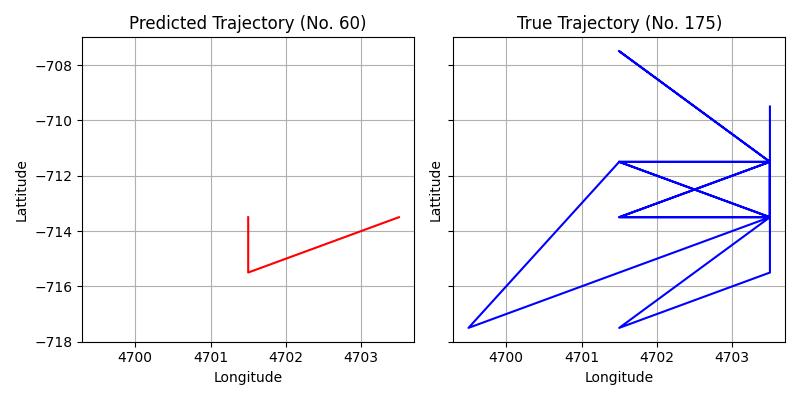 Predicted Trajectory (No. 60)
True Trajectory (No. 175)
−708
−710
−712
−714
−716
−718
Lattitude
Lattitude
4700 4701 4702 4703
4700 4701 4702 4703
Longitude
Longitude